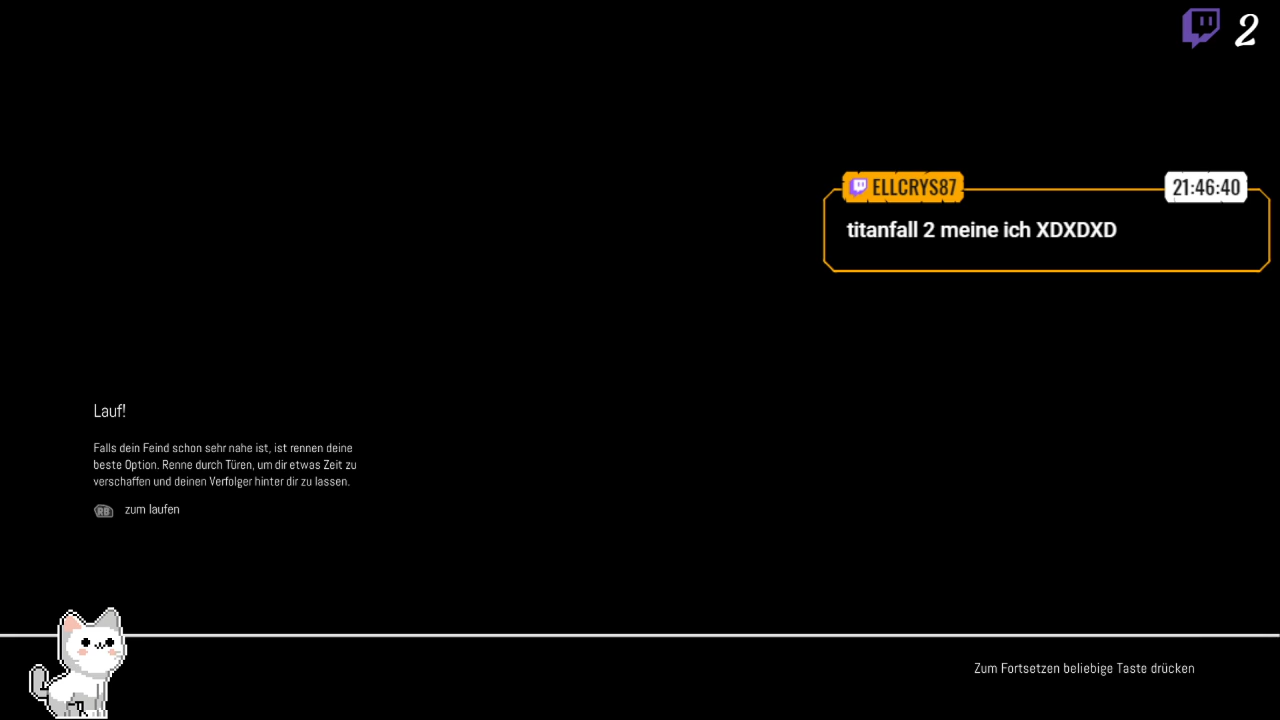 2
ELLCRYS87
21:46:40
titanfall 2 meine ich XDXDXD
Lauf!
Falls dein Feind schon sehr nahe ist, ist rennen deine
beste Option. Renne durch Türen, um dir etwas Zeit zu
verschaffen und deinen Verfolger hinter dir zu lassen.
RB zum laufen
Zum Fortsetzen beliebige Taste drücken